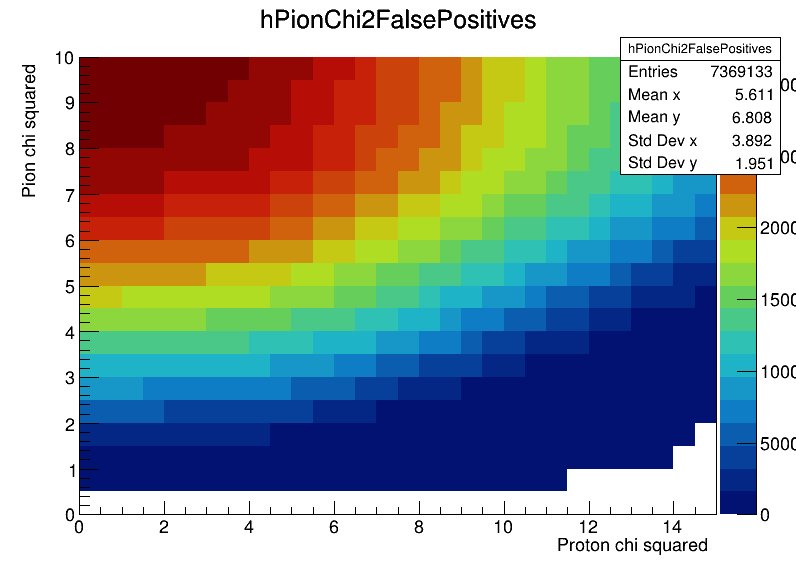 hPionChi2FalsePositives
hPionChi2FalsePositives
Entries 7369133
Mean x 5.611
Mean y 6.808
Std Dev x 3.892
Std Dev y 1.951
Pion chi squared
10
9
8
7
6
5
4
3
2
1
0
0 2 4 6 8 10 12 14
Proton chi squared
2000
1500
1000
5000
0